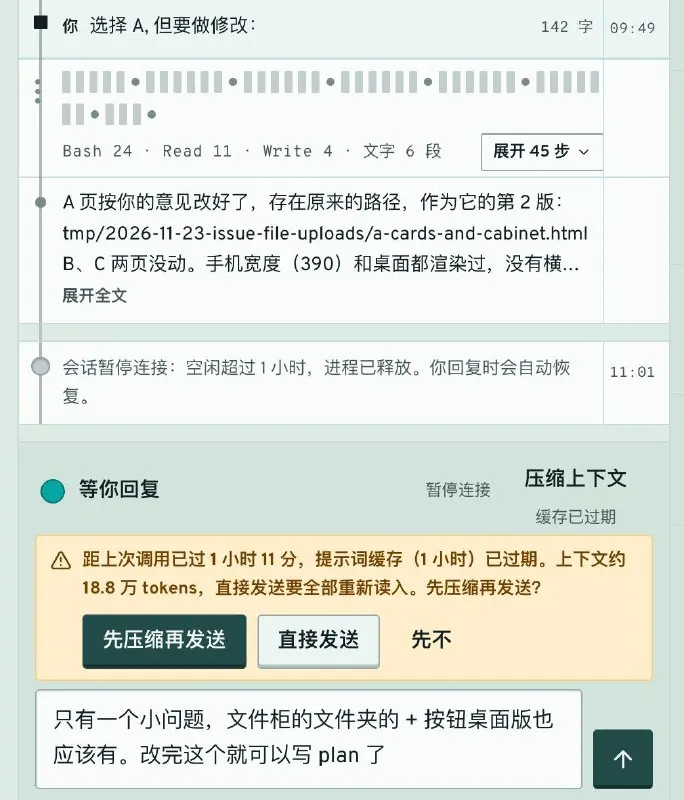 你 选择 A, 但要做修改：
142 字
09:49
Bash 24 · Read 11 · Write 4 · 文字 6 段
展开 45 步
A 页按你的意见改好了，存在原来的路径，作为它的第 2 版：
tmp/2026-11-23-issue-file-uploads/a-cards-and-cabinet.html
B、C 两页没动。手机宽度（390）和桌面都渲染过，没有横…
展开全文
会话暂停连接：空闲超过 1 小时，进程已释放。你回复时会自动恢
复。
11:01
等你回复
暂停连接
压缩上下文
缓存已过期
距上次调用已过 1 小时 11 分，提示词缓存（1 小时）已过期。上下文约
18.8 万 tokens，直接发送要全部重新读入。先压缩再发送？
先压缩再发送
直接发送
先不
只有一个小问题，文件柜的文件夹的 + 按钮桌面版也
应该有。改完这个就可以写 plan 了